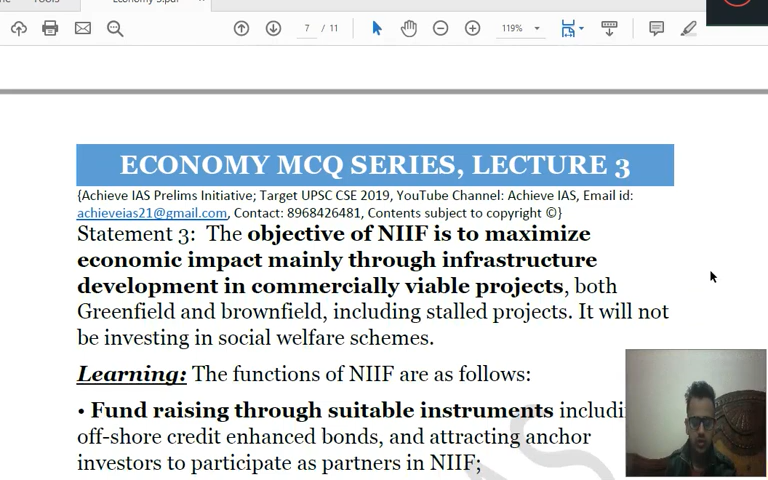 7 / 11
119%
ECONOMY MCQ SERIES, LECTURE 3
{Achieve IAS Prelims Initiative; Target UPSC CSE 2019, YouTube Channel: Achieve IAS, Email id:
achieveias21@gmail.com, Contact: 8968426481, Contents subject to copyright ©}
Statement 3: The objective of NIIF is to maximize
economic impact mainly through infrastructure
development in commercially viable projects, both
Greenfield and brownfield, including stalled projects. It will not
be investing in social welfare schemes.
Learning: The functions of NIIF are as follows:
• Fund raising through suitable instruments
off-shore credit enhanced bonds, and attracting anchor
investors to participate as partners in NIIF;